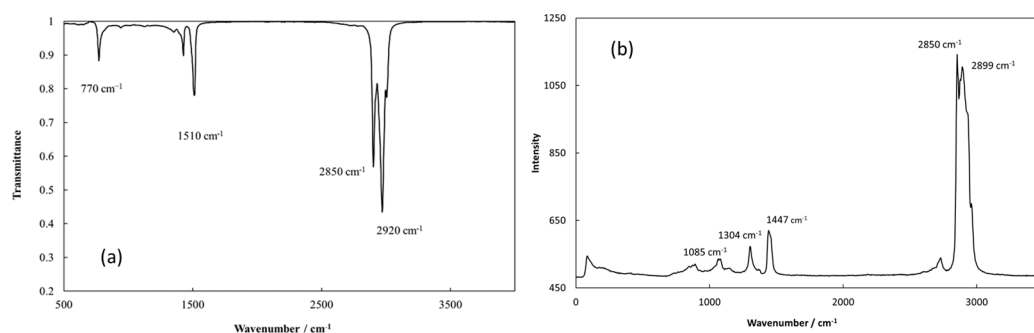 1
0.9
0.8
0.7
0.6
0.5
0.4
0.3
0.2
Transmittance
500
1500
2500
3500
Wavenumber / cm-1
770 cm−1
1510 cm-1
2850 cm-1
2920 cm-1
(a)
1250
1050
850
650
450
Intensity
0
1000
2000
3000
Wavenumber / cm-1
(b)
1085 cm-1
1304 cm-1
1447 cm-1
2850 cm-1
2899 cm-1